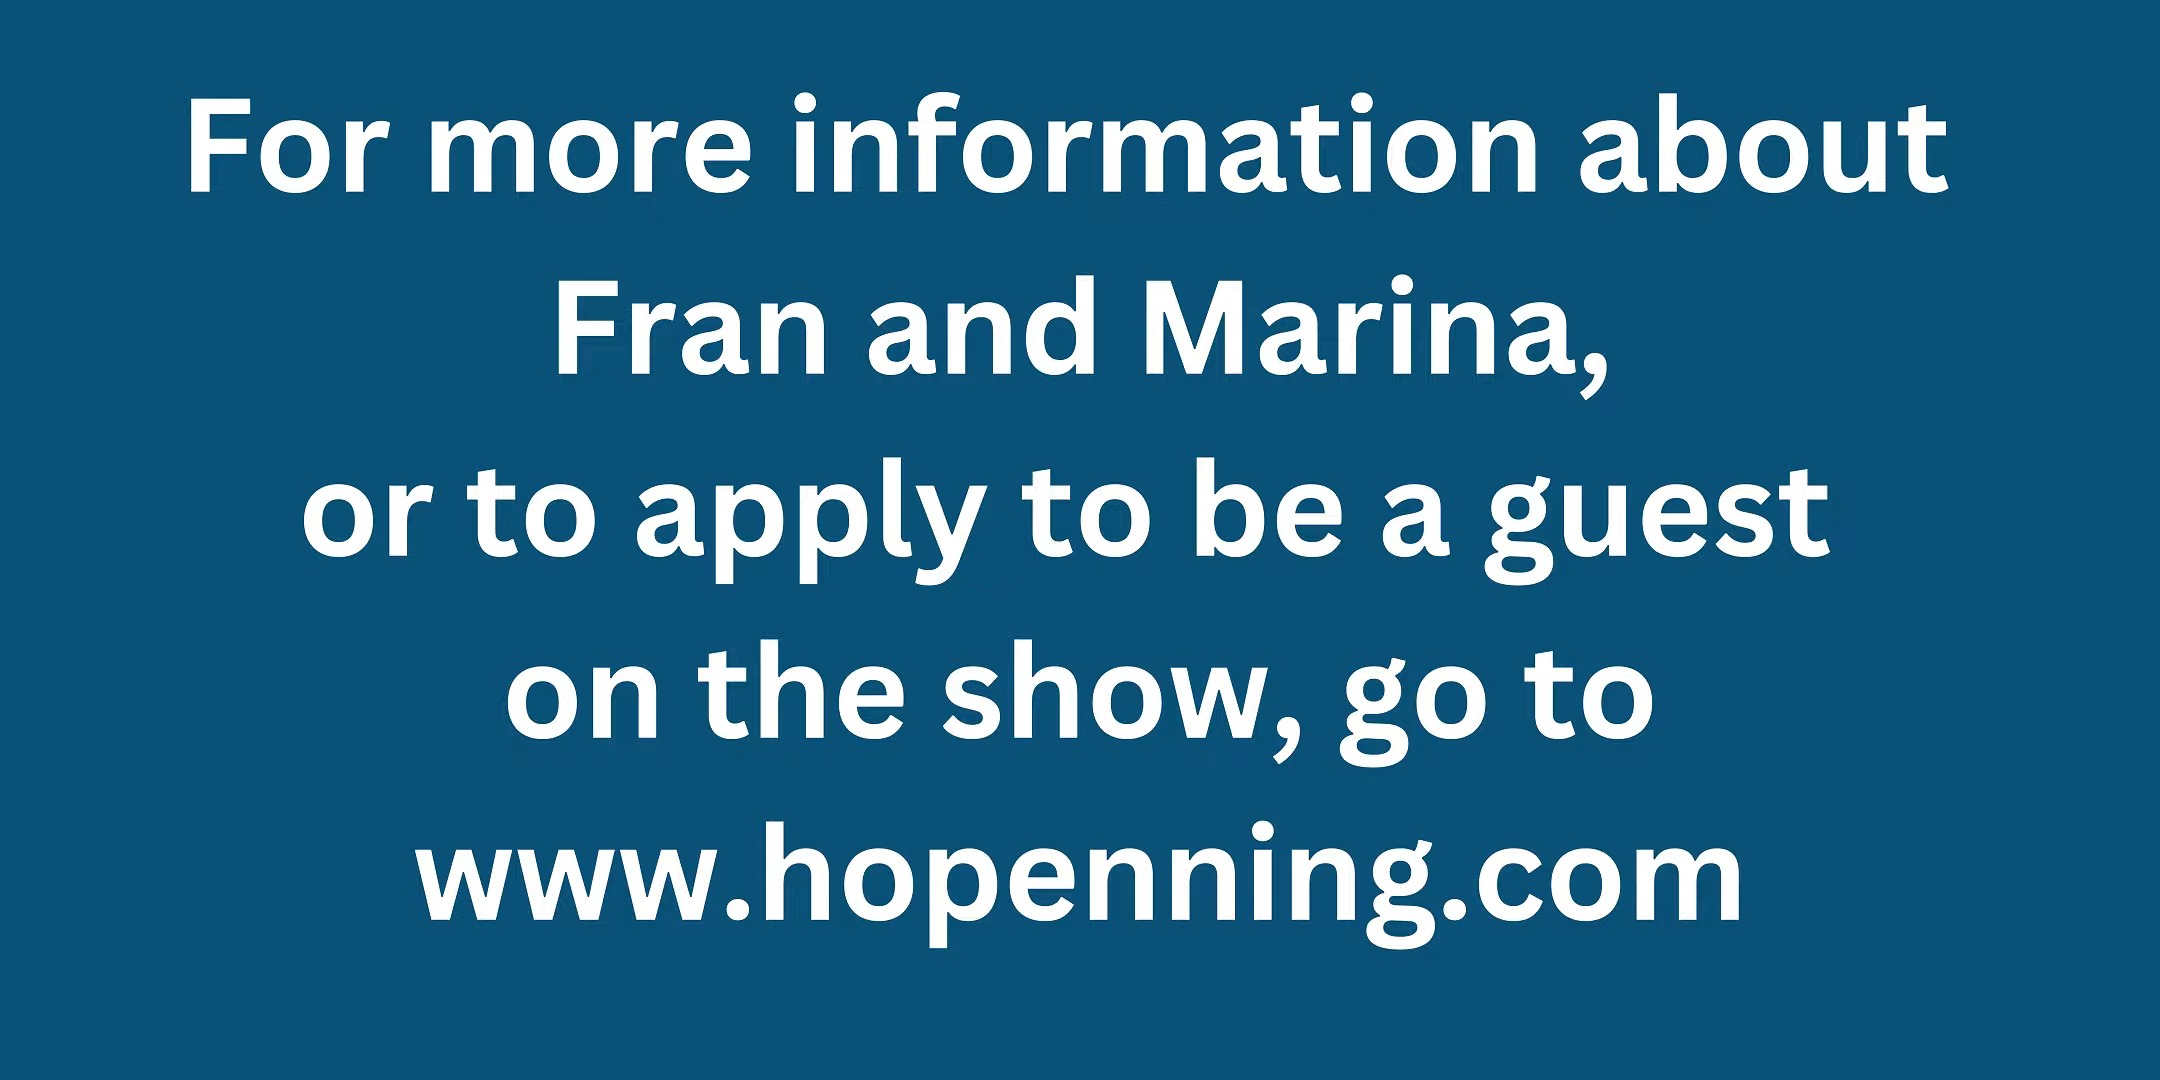 For more information about
Fran and Marina,
or to apply to be a guest
on the show, go to
www.hopenning.com